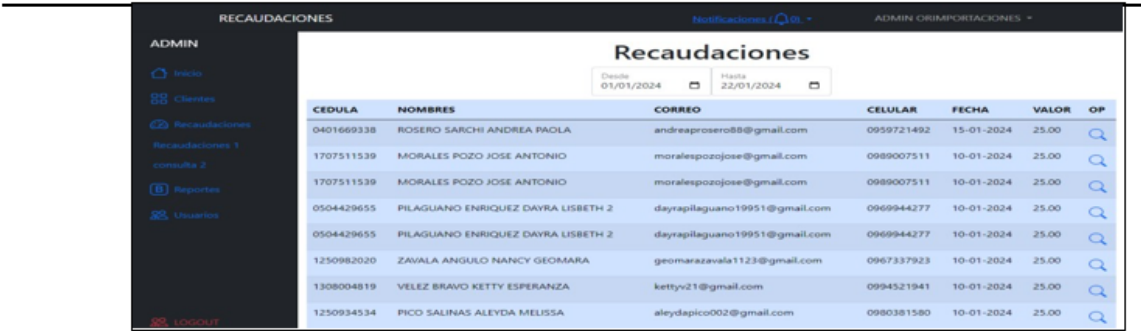 RECAUDACIONES Notificaciones (0) ADMIN ORIMPORTACIONES
ADMIN
Inicio
Clientes
Recaudaciones
Recaudaciones 1
consulta 2
Reportes
Usuarios
LOGOUT
Recaudaciones
Desde Hasta
01/01/2024 22/01/2024
CEDULA NOMBRES CORREO CELULAR FECHA VALOR OP
0401669338 ROSERO SARCHI ANDREA PAOLA andreaprosero88@gmail.com 0959721492 15-01-2024 25.00
1707511539 MORALES POZO JOSE ANTONIO moralespozojose@gmail.com 0989007511 10-01-2024 25.00
1707511539 MORALES POZO JOSE ANTONIO moralespozojose@gmail.com 0989007511 10-01-2024 25.00
0504429655 PILAGUANO ENRIQUEZ DAYRA LISBETH 2 dayrapilaguano19951@gmail.com 0969944277 10-01-2024 25.00
0504429655 PILAGUANO ENRIQUEZ DAYRA LISBETH 2 dayrapilaguano19951@gmail.com 0969944277 10-01-2024 25.00
1250982020 ZAVALA ANGULO NANCY GEOMARA geomarazavala1123@gmail.com 0967337923 10-01-2024 25.00
1308004819 VELEZ BRAVO KETTY ESPERANZA kettyv21@gmail.com 0994521941 10-01-2024 25.00
1250934534 PICO SALINAS ALEYDA MELISSA aleydapico002@gmail.com 0980381580 10-01-2024 25.00